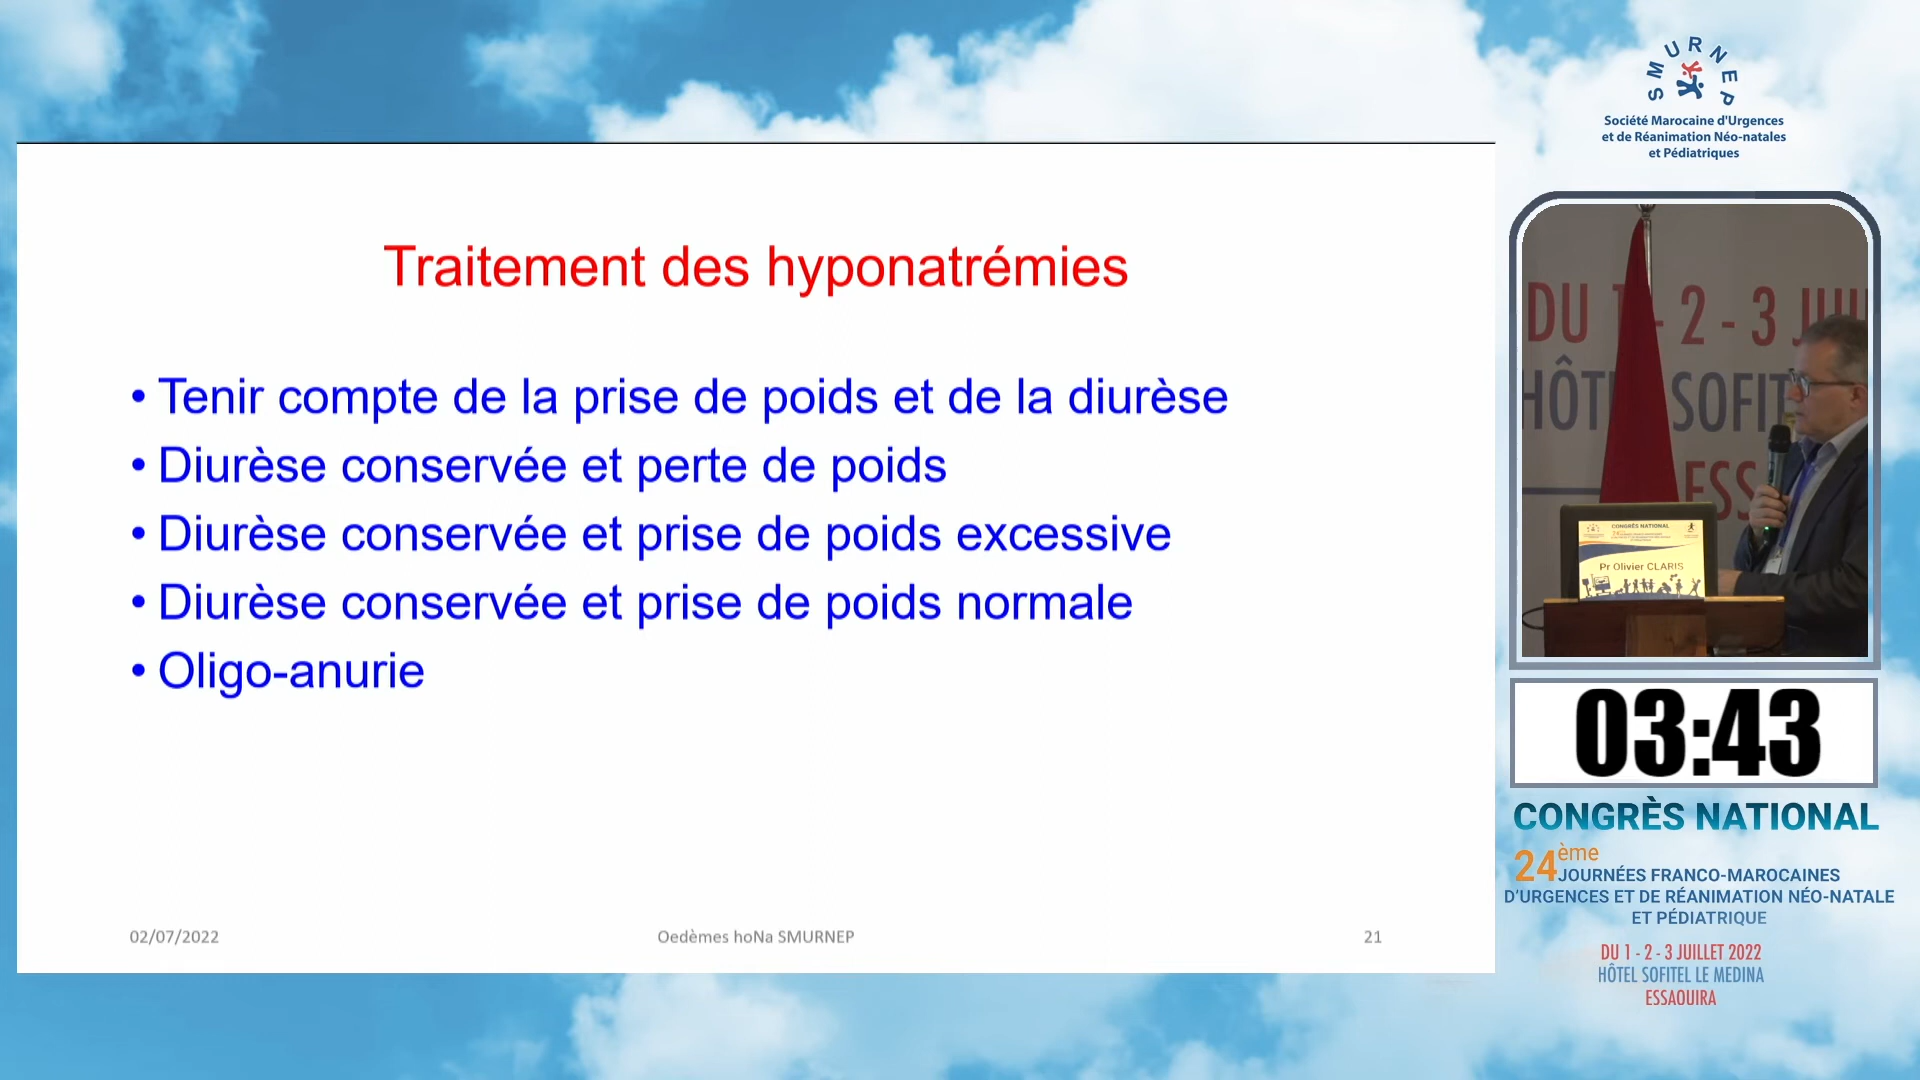 Traitement des hyponatrémies
• Tenir compte de la prise de poids et de la diurèse
• Diurèse conservée et perte de poids
• Diurèse conservée et prise de poids excessive
• Diurèse conservée et prise de poids normale
• Oligo-anurie
02/07/2022
Oedèmes hoNa SMURNEP
21
SMURNEP
Société Marocaine d'Urgences
et de Réanimation Néo-natales
et Pédiatriques
DU 1 - 2 - 3 JUI
HÔTEL SOFIT
ESS
CONGRÈS NATIONAL
Pr Olivier CLARIS
03:43
CONGRÈS NATIONAL
24ème
JOURNÉES FRANCO-MAROCAINES
D'URGENCES ET DE RÉANIMATION NÉO-NATALE
ET PÉDIATRIQUE
DU 1 - 2 - 3 JUILLET 2022
HÔTEL SOFITEL LE MEDINA
ESSAOUIRA